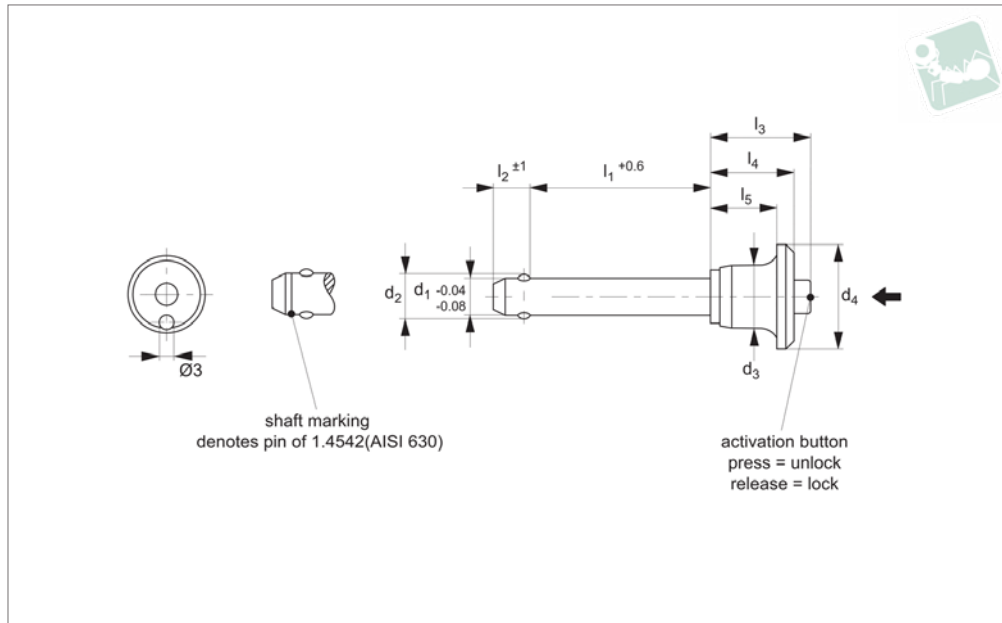 l3
l2 ±1
l1 +0.6
l4
l5
d2
d1 -0.04
-0.08
d4
d3
Ø3
shaft marking
denotes pin of 1.4542(AISI 630)
activation button
press = unlock
release = lock